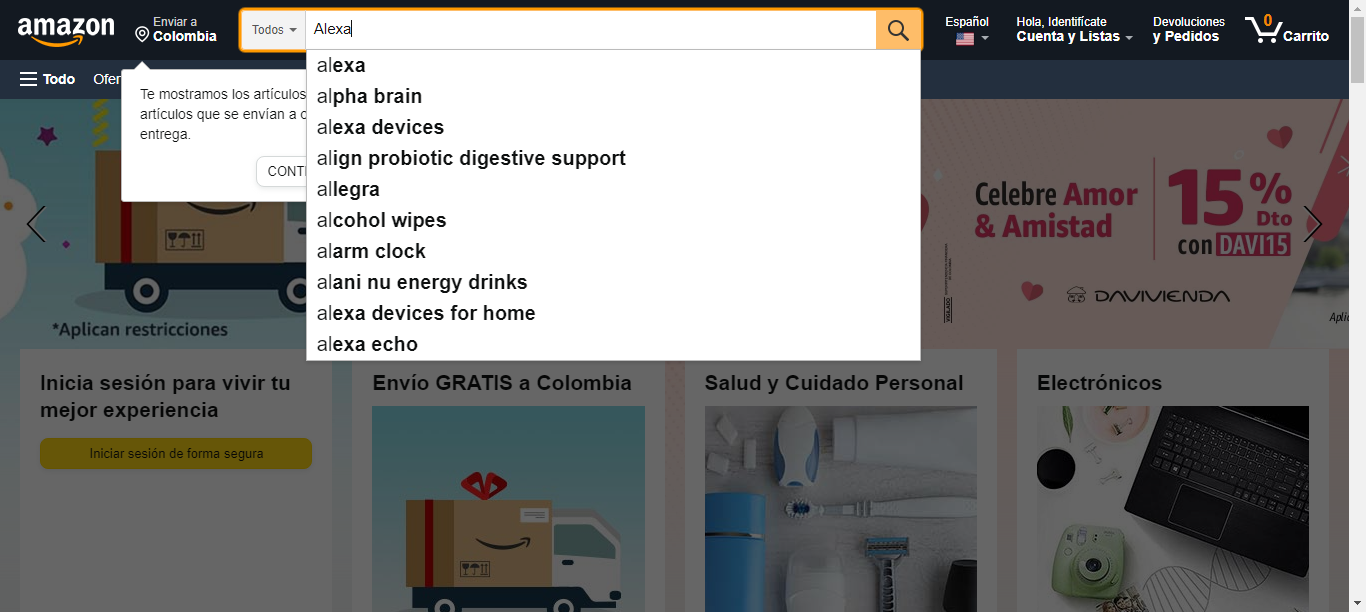 amazon
Enviar a
Colombia
Todos
Alexa
Español
Hola, Identifícate
Cuenta y Listas
Devoluciones
y Pedidos
0
Carrito
Todo
Ofer
Te mostramos los artículos
artículos que se envían a
entrega.
CONTI
alexa
alpha brain
alexa devices
align probiotic digestive support
allegra
alcohol wipes
alarm clock
alani nu energy drinks
alexa devices for home
alexa echo
*Aplican restricciones
Celebre Amor
& Amistad
15%
Dto
con DAVI15
VIGILADO
DAVIVIENDA
Aplic
Inicia sesión para vivir tu
mejor experiencia
Iniciar sesión de forma segura
Envío GRATIS a Colombia
Salud y Cuidado Personal
Electrónicos